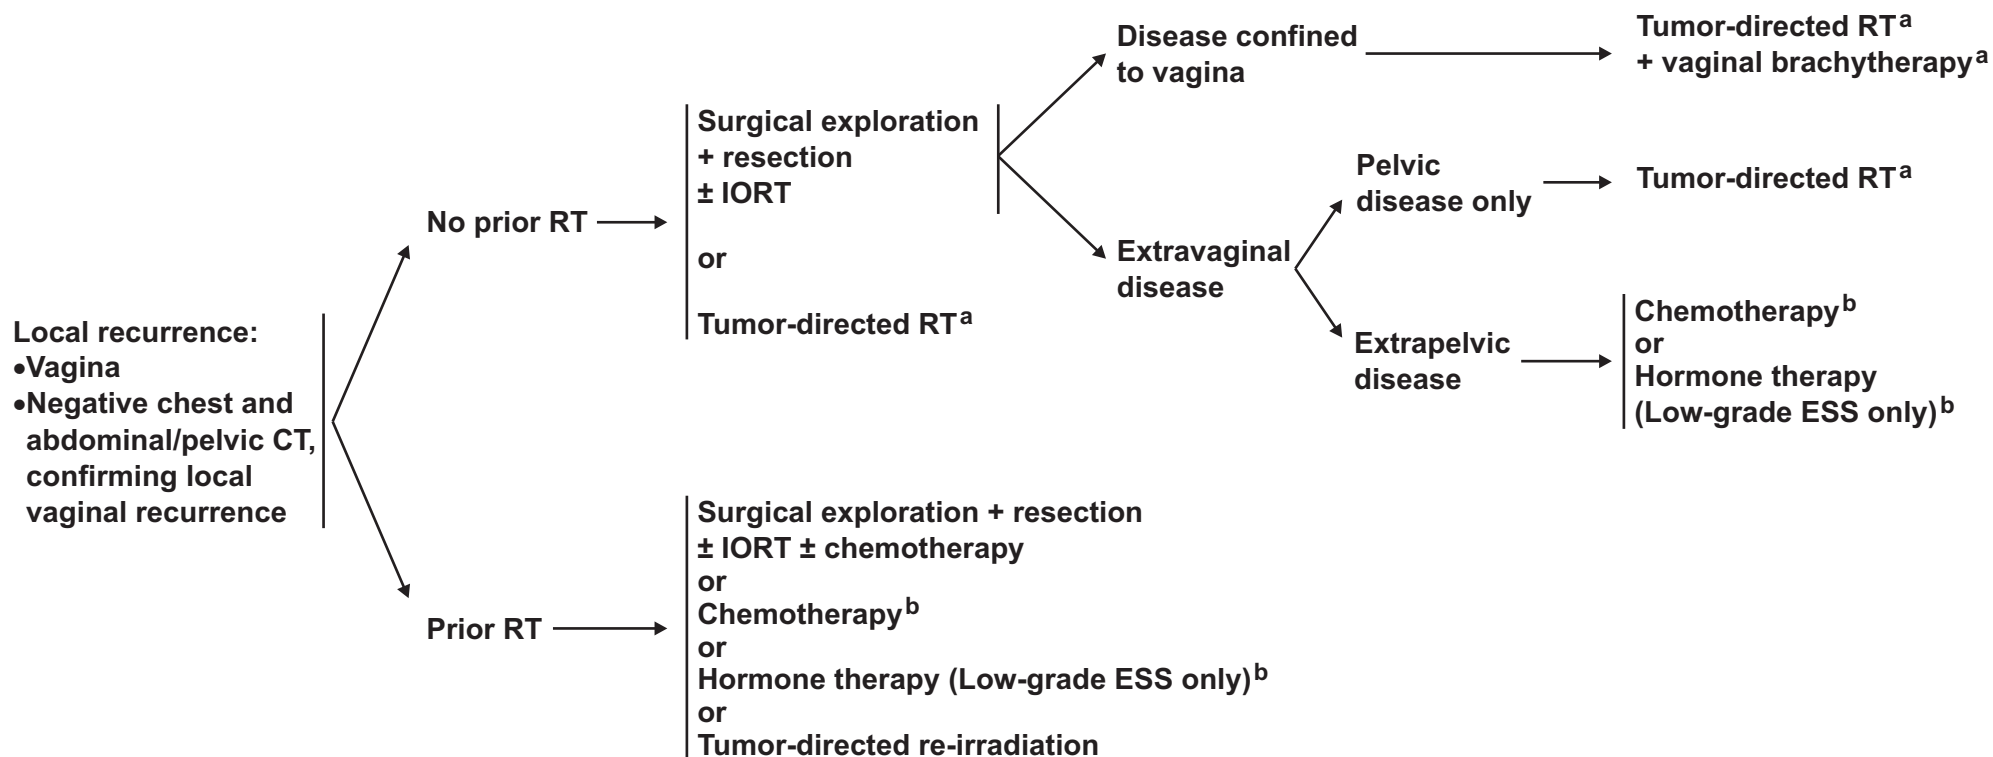 Local recurrence:
•Vagina
•Negative chest and
abdominal/pelvic CT,
confirming local
vaginal recurrence
No prior RT
Surgical exploration
+ resection
± IORT
or
Tumor-directed RTᵃ
Disease confined
to vagina
Tumor-directed RTᵃ
+ vaginal brachytherapyᵃ
Extravaginal
disease
Pelvic
disease only
Tumor-directed RTᵃ
Extrapelvic
disease
Chemotherapyᵇ
or
Hormone therapy
(Low-grade ESS only)ᵇ
Prior RT
Surgical exploration + resection
± IORT ± chemotherapy
or
Chemotherapyᵇ
or
Hormone therapy (Low-grade ESS only)ᵇ
or
Tumor-directed re-irradiation